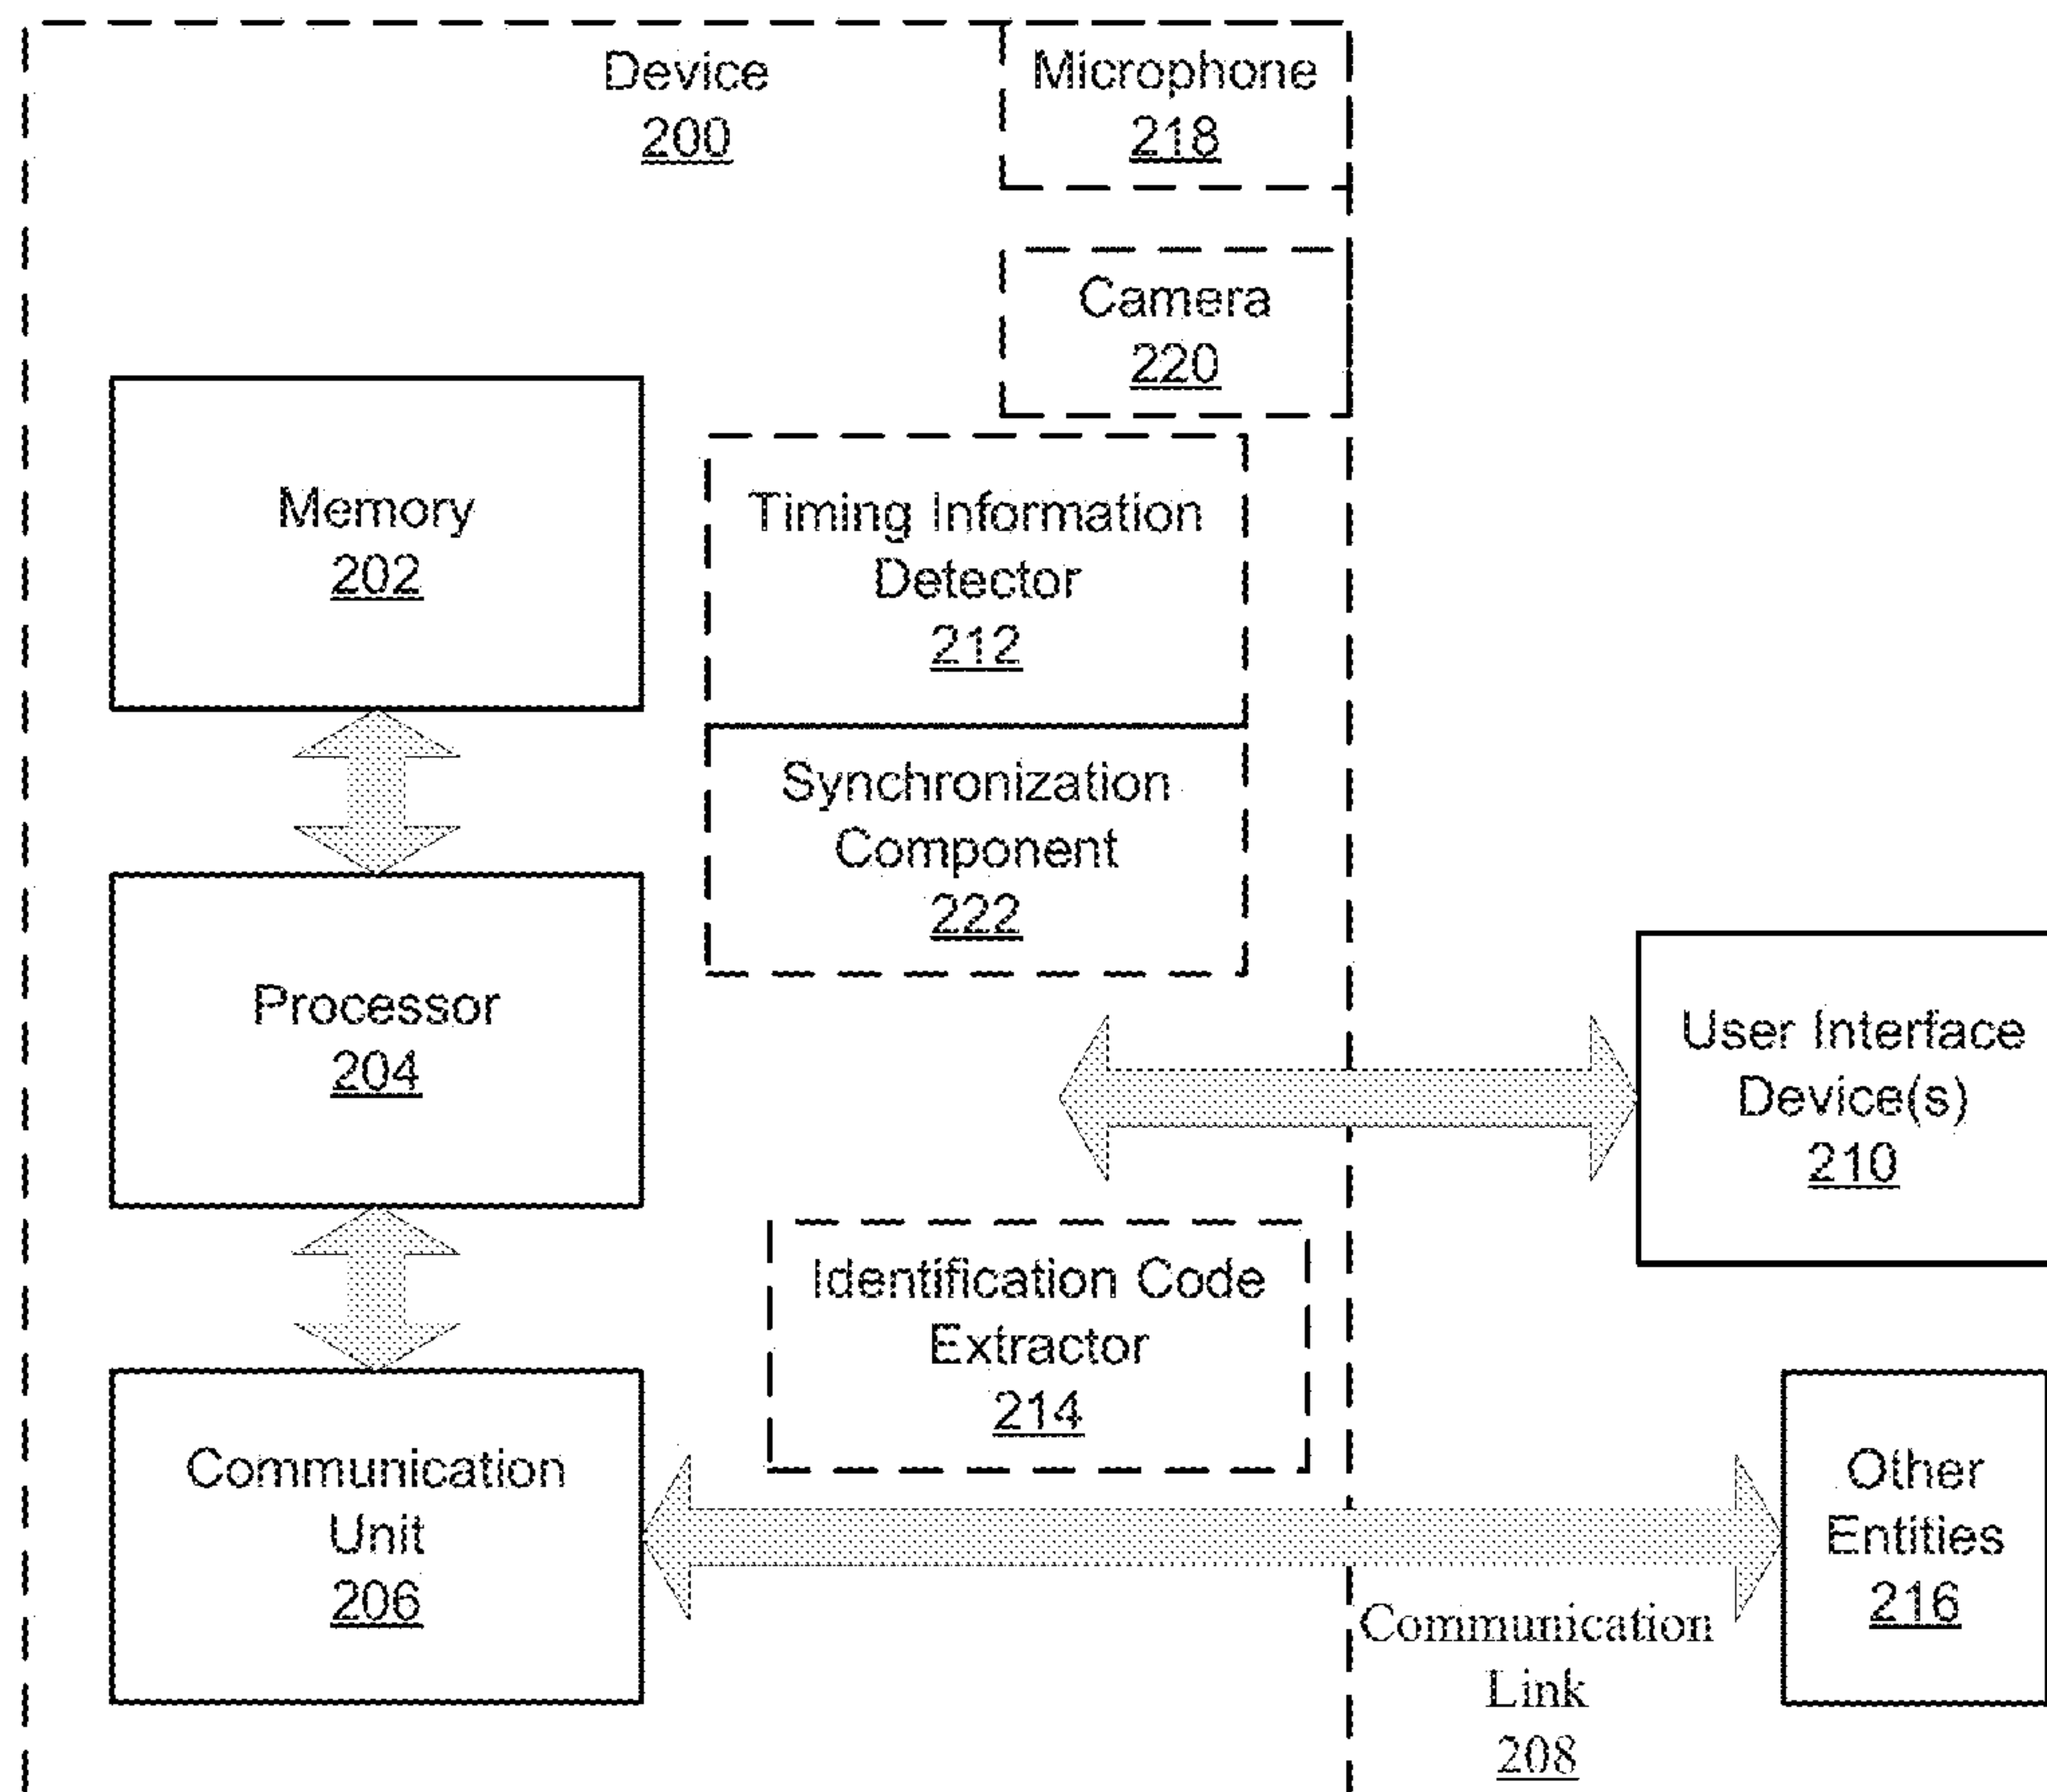 Device
200
Microphone
218
Camera
220
Memory
202
Timing Information
Detector
212
Synchronization
Component
222
Processor
204
User Interface
Device(s)
210
Identification Code
Extractor
214
Communication
Unit
206
Other
Entities
216
Communication
Link
208